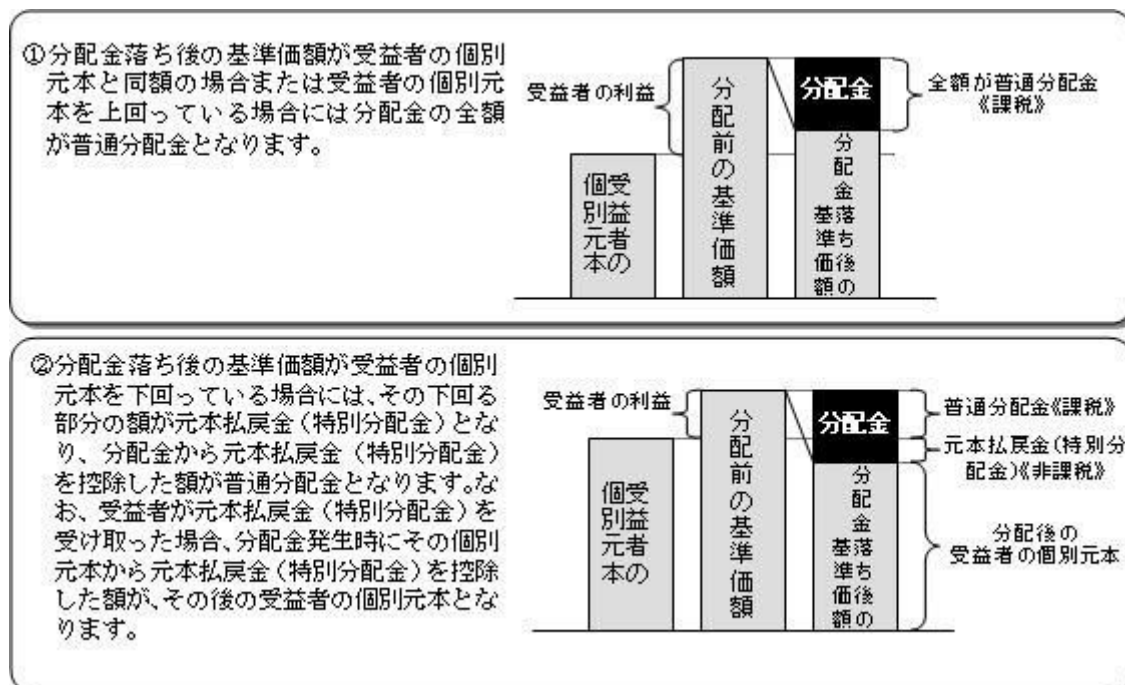 ①分配金落ち後の基準価額が受益者の個別
元本と同額の場合または受益者の個別元
本を上回っている場合には分配金の全額
が普通分配金となります。
受益者の利益
受益者の
個別元本
分配前の基準価額
分配金
分配金落ち後の
基準価額
全額が普通分配金
《課税》
②分配金落ち後の基準価額が受益者の個別
元本を下回っている場合には、その下回る
部分の額が元本払戻金(特別分配金)とな
り、分配金から元本払戻金(特別分配金)
を控除した額が普通分配金となります。な
お、受益者が元本払戻金(特別分配金)を
受け取った場合、分配金発生時にその個別
元本から元本払戻金(特別分配金)を控除
した額が、その後の受益者の個別元本とな
ります。
受益者の利益
受益者の
個別元本
分配前の基準価額
分配金
分配金落ち後の
基準価額
普通分配金《課税》
元本払戻金(特別分
配金)《非課税》
分配後の
受益者の個別元本